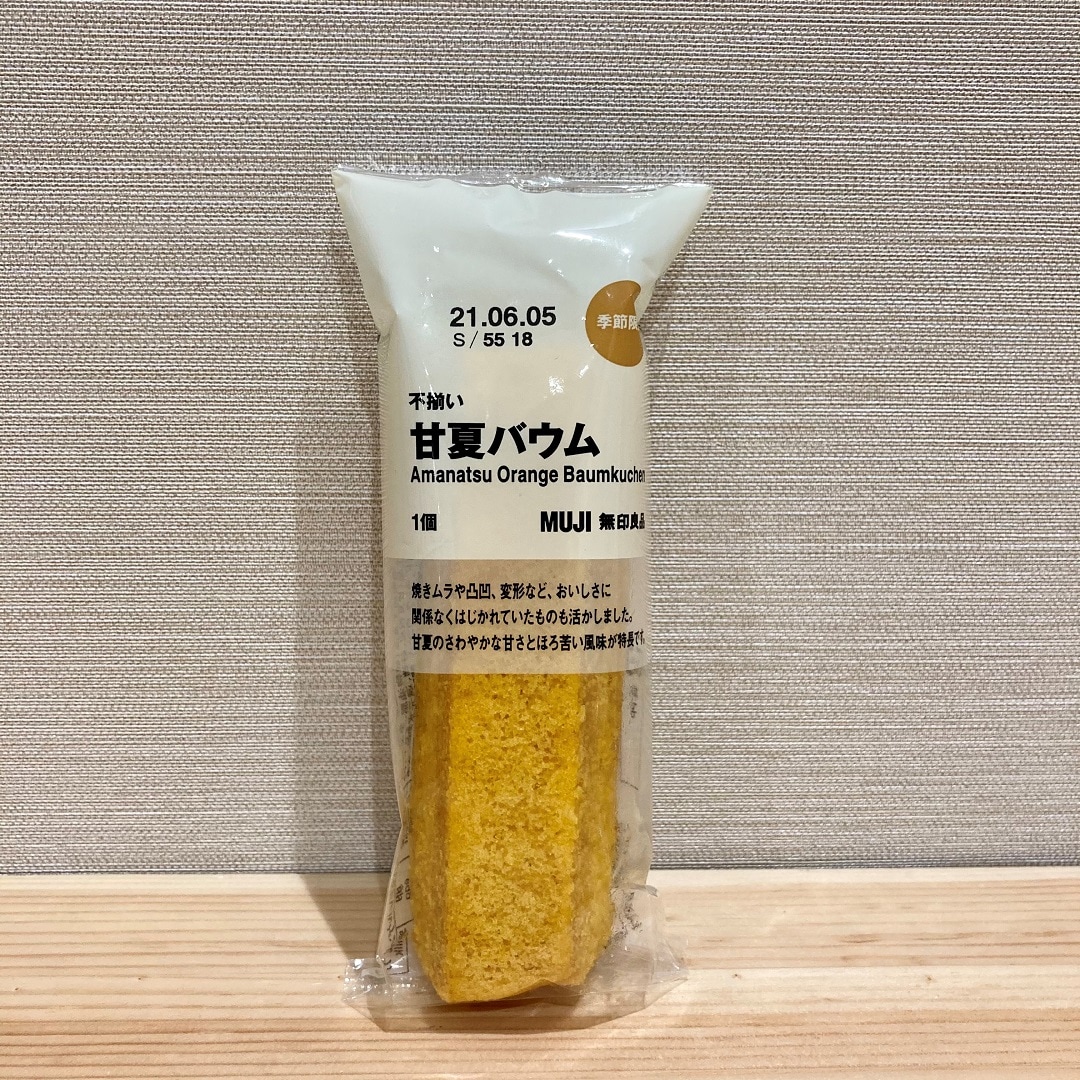 21.06.05
季節限
S/55 18
不揃い
甘夏バウム
Amanatsu Orange Baumkuchen
1個
MUJI 無印良品
焼きムラや凸凹、変形など、おいしさに
関係なくはじかれていたものも活かしました。
甘夏のさわやかな甘さとほろ苦い風味が特長です。